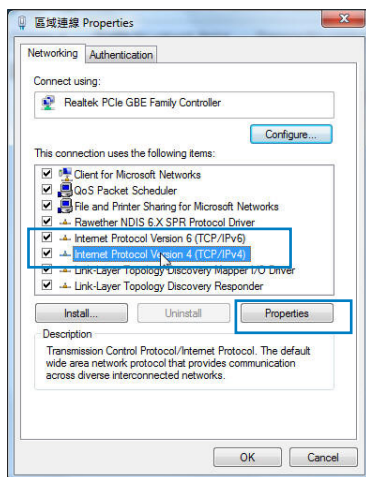 區域連線 Properties
Networking Authentication
Connect using:
Realtek PCIe GBE Family Controller
Configure...
This connection uses the following items:
Client for Microsoft Networks
QoS Packet Scheduler
File and Printer Sharing for Microsoft Networks
Rawether NDIS 6.X SPR Protocol Driver
Internet Protocol Version 6 (TCP/IPv6)
Internet Protocol Version 4 (TCP/IPv4)
Link-Layer Topology Discovery Mapper I/O Driver
Link-Layer Topology Discovery Responder
Install... Uninstall Properties
Description
Transmission Control Protocol/Internet Protocol. The default
wide area network protocol that provides communication
across diverse interconnected networks.
OK Cancel